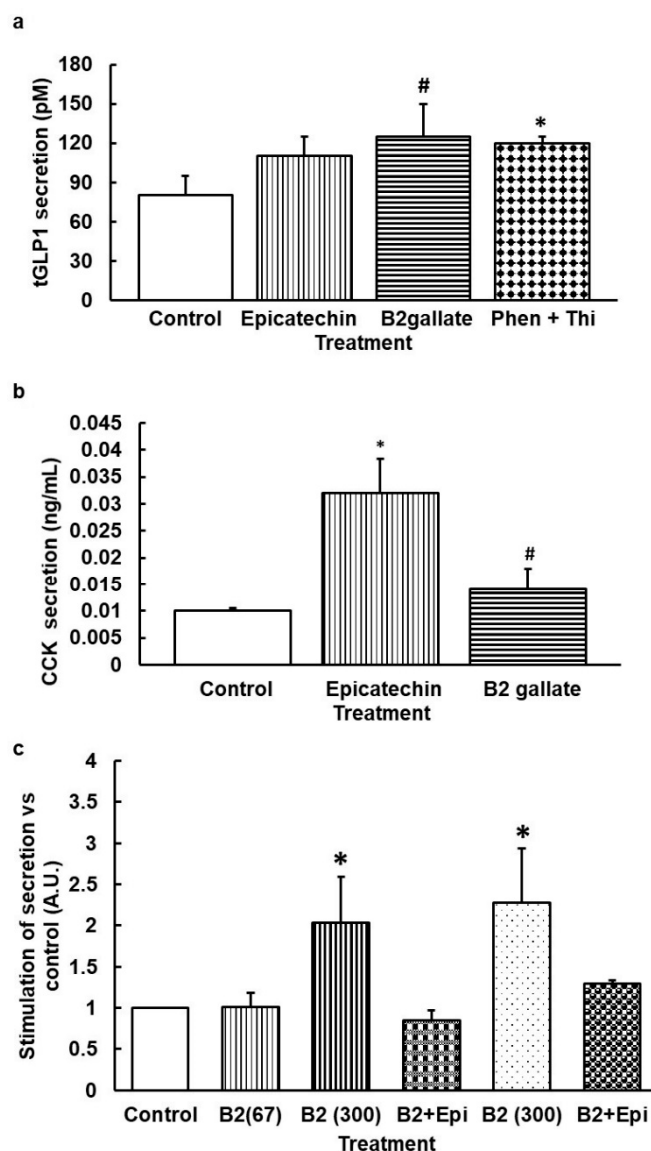 a
tGLP1 secretion (pM)
180
150
120
90
60
30
0
#
*
Control Epicatechin B2gallate Phen + Thi
Treatment
b
CCK secretion (ng/mL)
0.045
0.04
0.035
0.03
0.025
0.02
0.015
0.01
0.005
0
*
#
Control Epicatechin B2 gallate
Treatment
c
Stimulation of secretion vs
control (A.U.)
4
3.5
3
2.5
2
1.5
1
0.5
0
*
*
Control B2(67) B2 (300) B2+Epi B2 (300) B2+Epi
Treatment